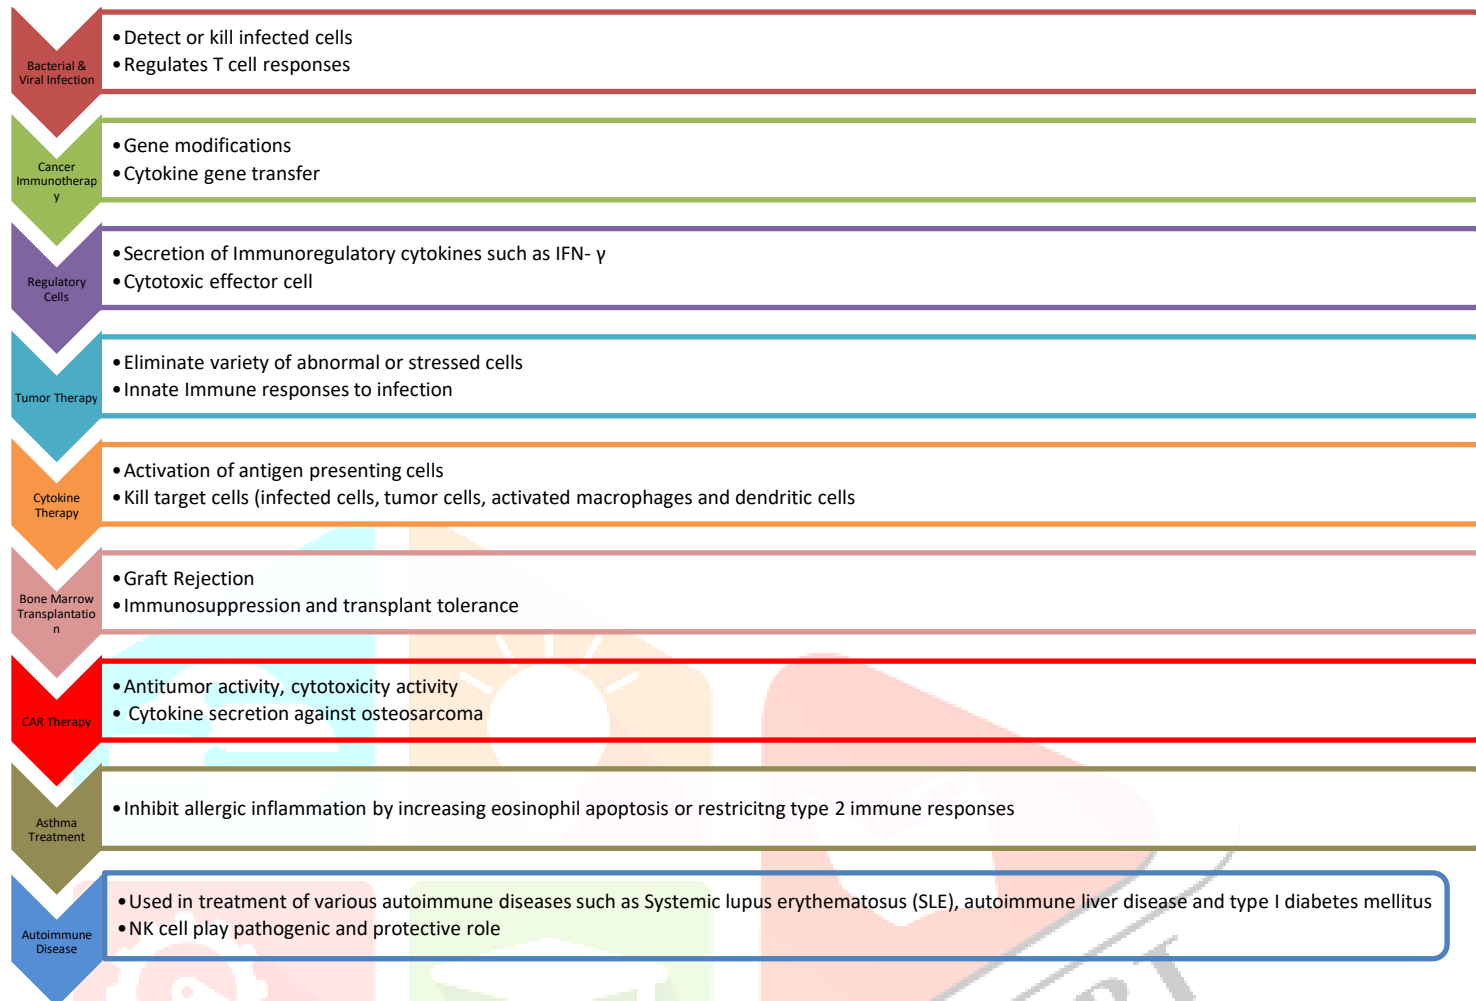 Bacterial &
Viral Infection
•Detect or kill infected cells
•Regulates T cell responses
Cancer
Immunotherap
y
•Gene modifications
•Cytokine gene transfer
Regulatory
Cells
•Secretion of Immunoregulatory cytokines such as IFN- γ
•Cytotoxic effector cell
Tumor Therapy
•Eliminate variety of abnormal or stressed cells
•Innate Immune responses to infection
Cytokine
Therapy
•Activation of antigen presenting cells
•Kill target cells (infected cells, tumor cells, activated macrophages and dendritic cells
Bone Marrow
Transplantatio
n
•Graft Rejection
•Immunosuppression and transplant tolerance
CAR Therapy
•Antitumor activity, cytotoxicity activity
• Cytokine secretion against osteosarcoma
Asthma
Treatment
•Inhibit allergic inflammation by increasing eosinophil apoptosis or restricitng type 2 immune responses
Autoimmune
Disease
•Used in treatment of various autoimmune diseases such as Systemic lupus erythematosus (SLE), autoimmune liver disease and type I diabetes mellitus
•NK cell play pathogenic and protective role